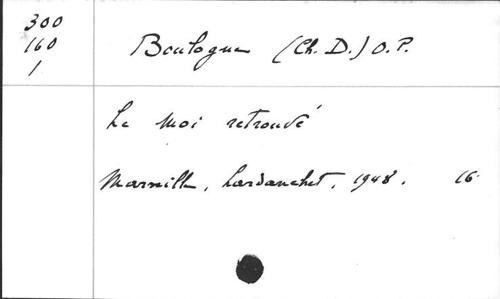 300
160
1
Boulogne (Ch. D.) O.P.
Le Moi retrouvé
Marseille, Lardanchet, 1948. 16.